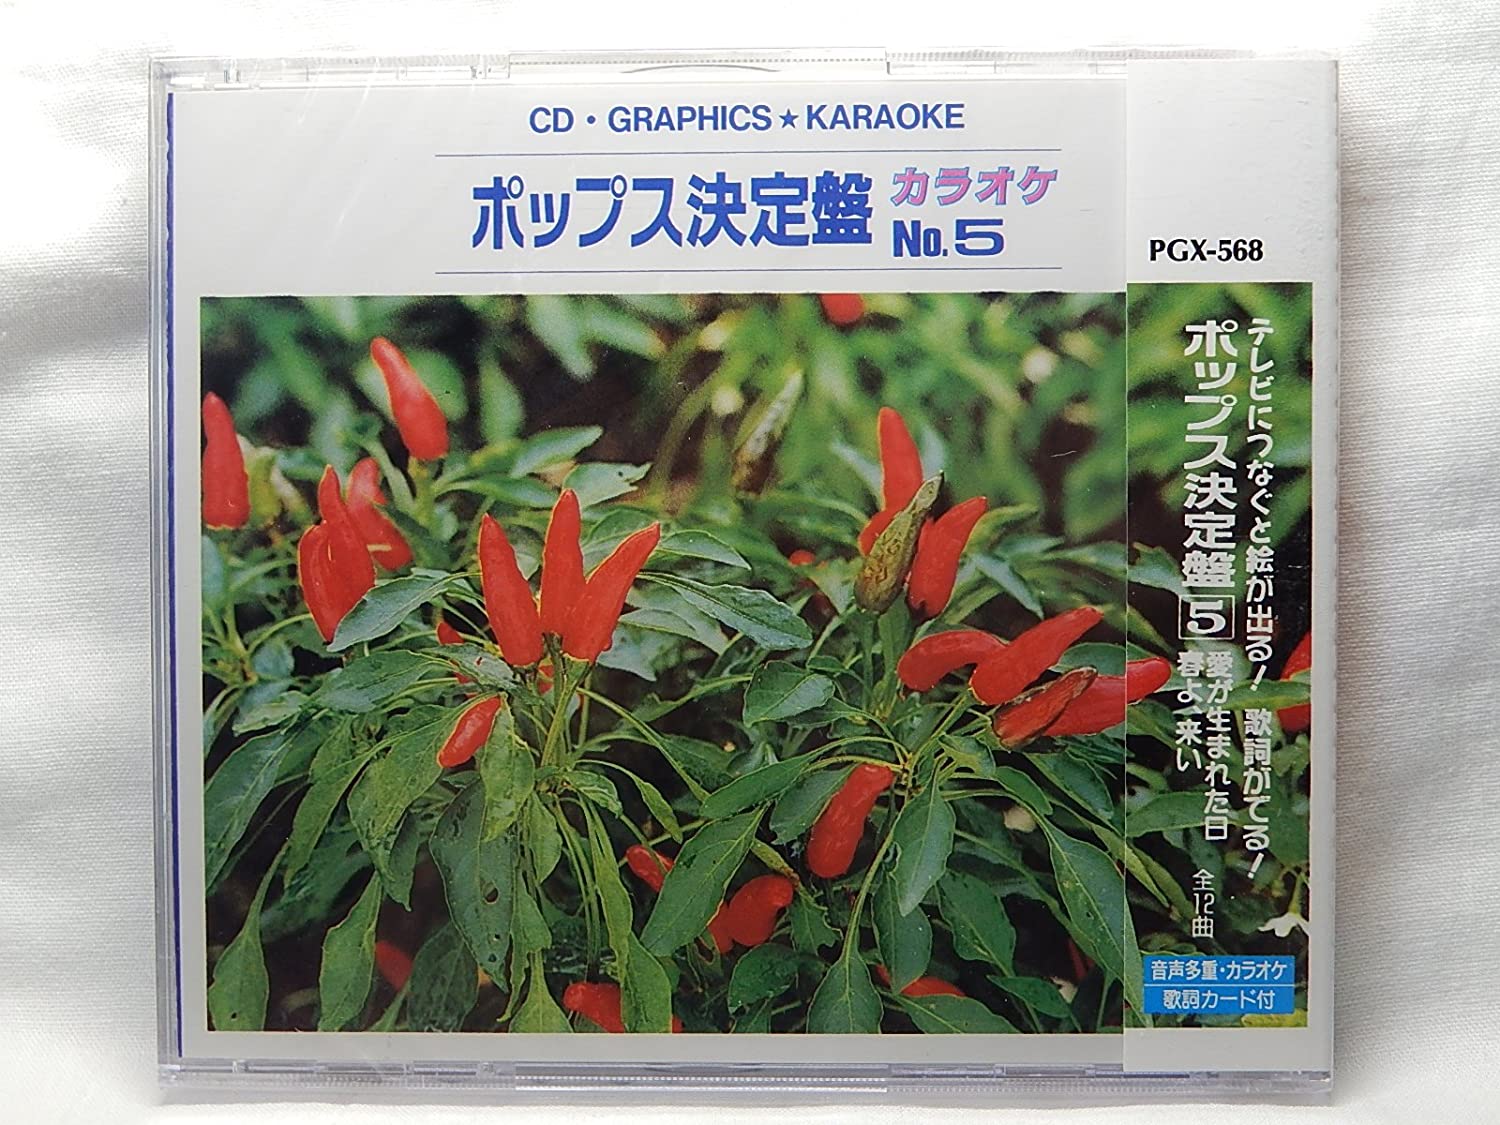 CD・GRAPHICS★KARAOKE
ポップス決定盤
カラオケ
No.5
PGX-568
テレビにつなぐと絵が出る！歌詞がでる！
ポップス決定盤5
愛が生まれた日
春よ、来い
全12曲
音声多重・カラオケ
歌詞カード付